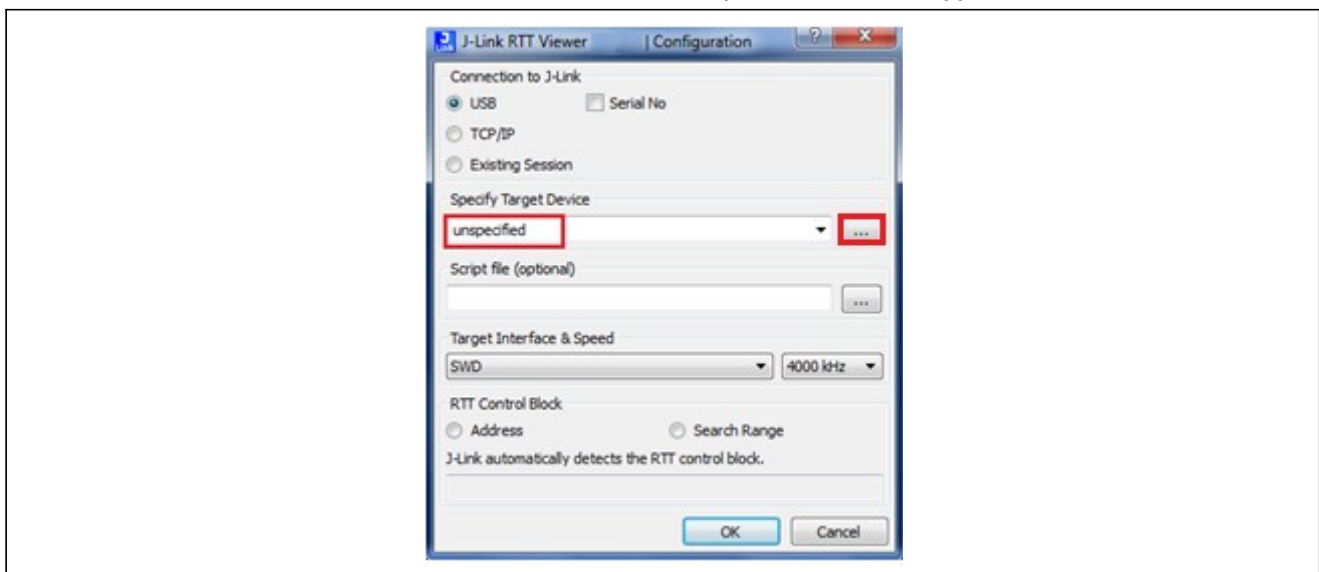 J-Link RTT Viewer | Configuration
Connection to J-Link
USB Serial No
TCP/IP
Existing Session
Specify Target Device
unspecified ...
Script file (optional)
...
Target Interface & Speed
SWD 4000 kHz
RTT Control Block
Address Search Range
J-Link automatically detects the RTT control block.
OK Cancel